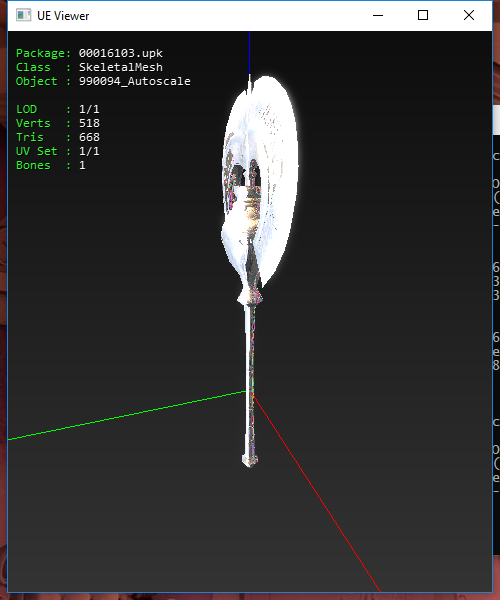 UE Viewer
Package: 00016103.upk
Class : SkeletalMesh
Object : 990094_Autoscale
LOD : 1/1
Verts : 518
Tris : 668
UV Set : 1/1
Bones : 1